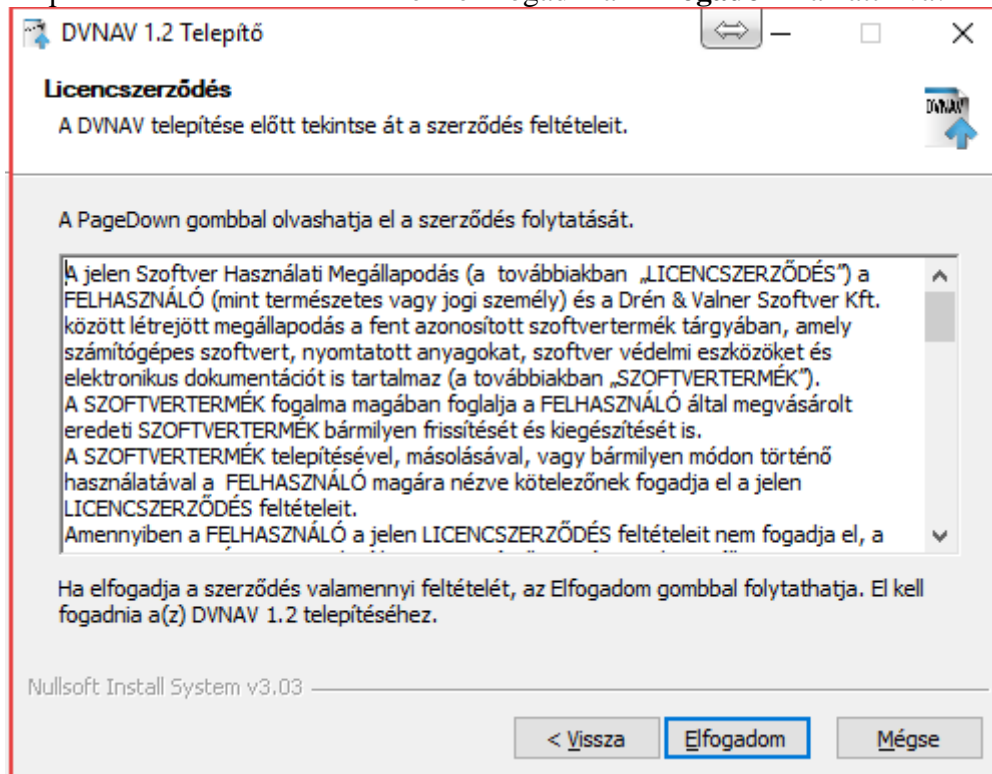 DVNAV 1.2 Telepítő
Licencszerződés
A DVNAV telepítése előtt tekintse át a szerződés feltételeit.
DVNAV
A PageDown gombbal olvashatja el a szerződés folytatását.
A jelen Szoftver Használati Megállapodás (a továbbiakban „LICENCSZERZŐDÉS”) a
FELHASZNÁLÓ (mint természetes vagy jogi személy) és a Drén & Valner Szoftver Kft.
között létrejött megállapodás a fent azonosított szoftvertermék tárgyában, amely
számítógépes szoftvert, nyomtatott anyagokat, szoftver védelmi eszközöket és
elektronikus dokumentációt is tartalmaz (a továbbiakban „SZOFTVERTERMÉK”).
A SZOFTVERTERMÉK fogalma magában foglalja a FELHASZNÁLÓ által megvásárolt
eredeti SZOFTVERTERMÉK bármilyen frissítését és kiegészítését is.
A SZOFTVERTERMÉK telepítésével, másolásával, vagy bármilyen módon történő
használatával a FELHASZNÁLÓ magára nézve kötelezőnek fogadja el a jelen
LICENCSZERZŐDÉS feltételeit.
Amennyiben a FELHASZNÁLÓ a jelen LICENCSZERZŐDÉS feltételeit nem fogadja el, a
Ha elfogadja a szerződés valamennyi feltételét, az Elfogadom gombbal folytathatja. El kell
fogadnia a(z) DVNAV 1.2 telepítéséhez.
Nullsoft Install System v3.03
< Vissza
Elfogadom
Mégse